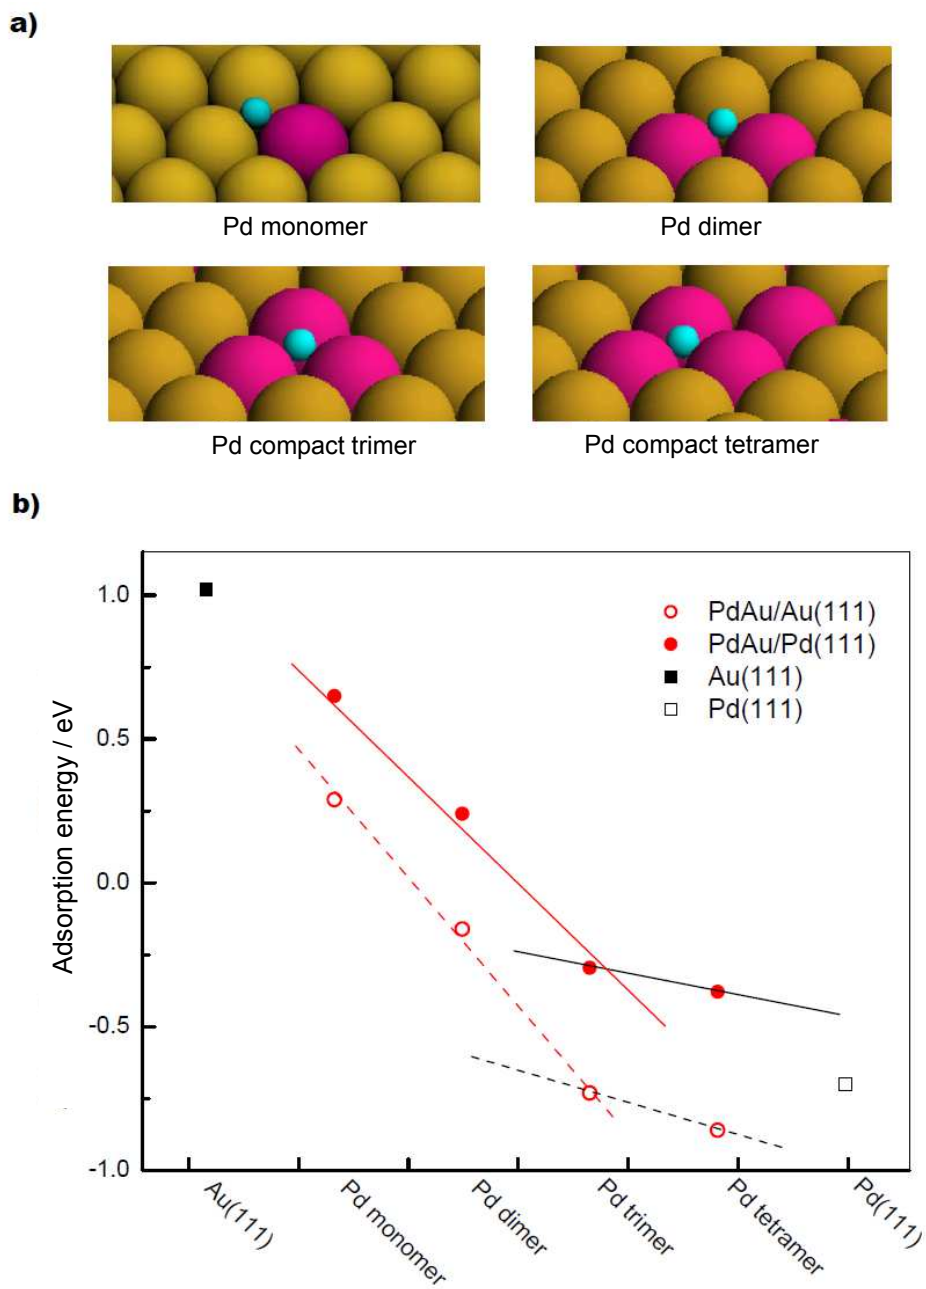 a)
Pd monomer
Pd dimer
Pd compact trimer
Pd compact tetramer
b)
Adsorption energy / eV
1.0
0.5
0.0
-0.5
-1.0
PdAu/Au(111)
PdAu/Pd(111)
Au(111)
Pd(111)
Au(111)
Pd monomer
Pd dimer
Pd trimer
Pd tetramer
Pd(111)